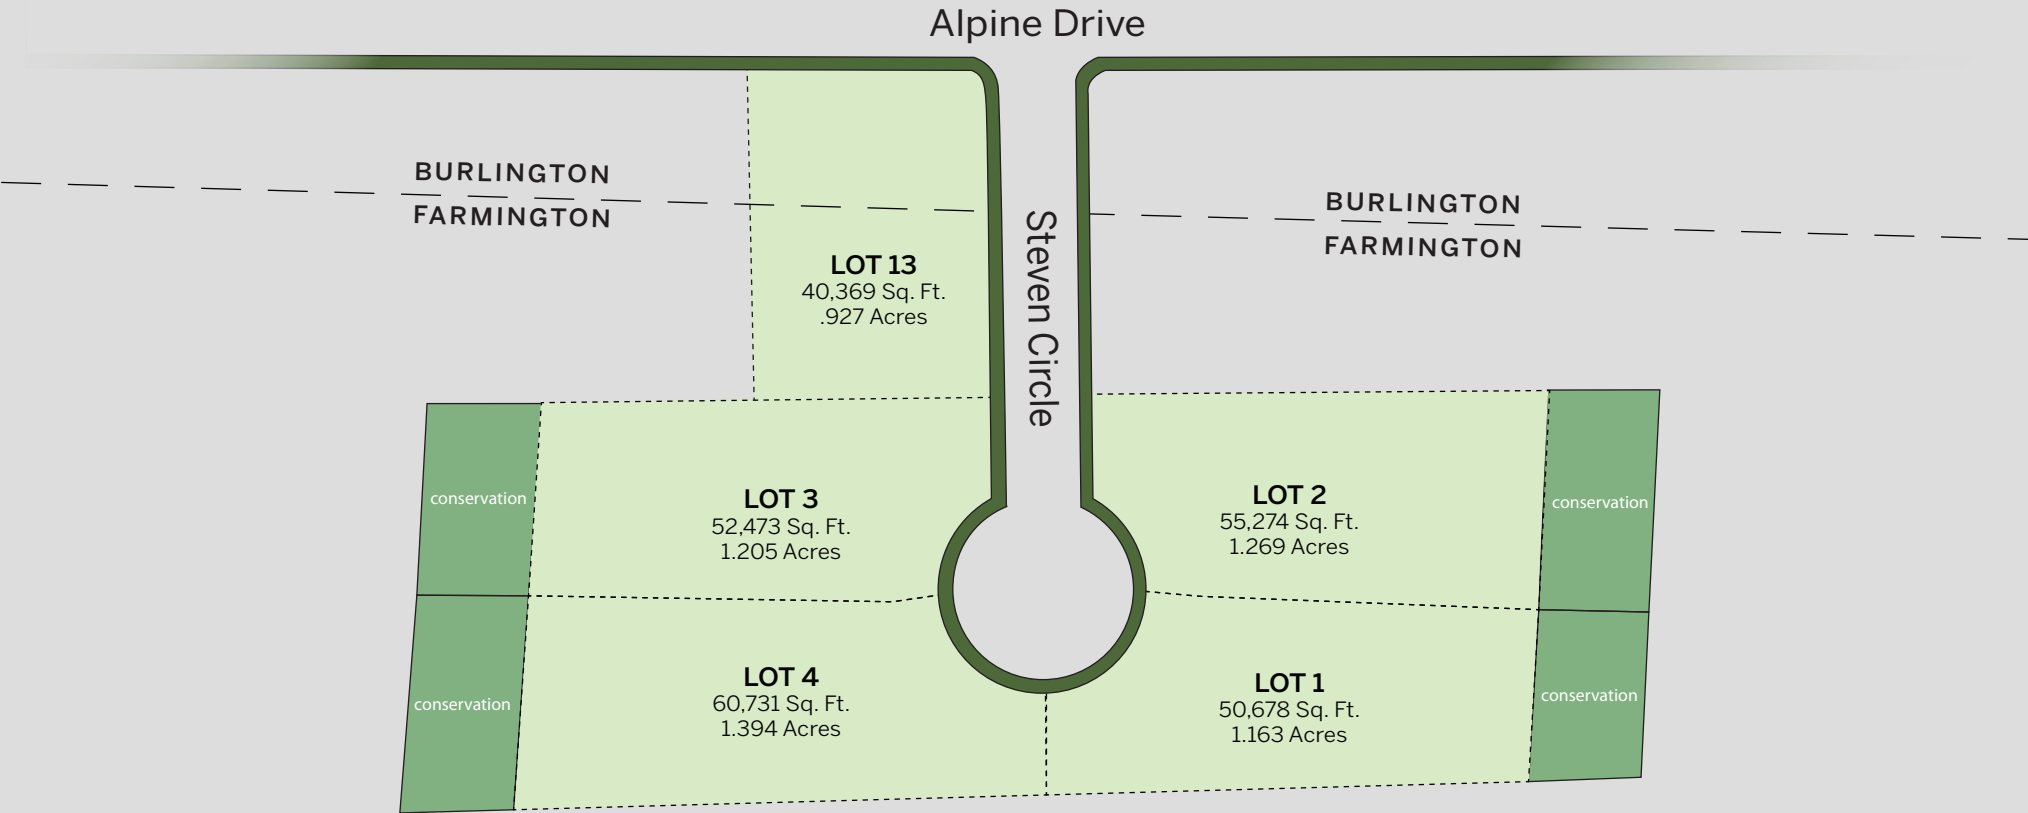 Alpine Drive
BURLINGTON
FARMINGTON
BURLINGTON
FARMINGTON
Steven Circle
LOT 13
40,369 Sq. Ft.
.927 Acres
conservation
LOT 3
52,473 Sq. Ft.
1.205 Acres
LOT 2
55,274 Sq. Ft.
1.269 Acres
conservation
conservation
LOT 4
60,731 Sq. Ft.
1.394 Acres
LOT 1
50,678 Sq. Ft.
1.163 Acres
conservation